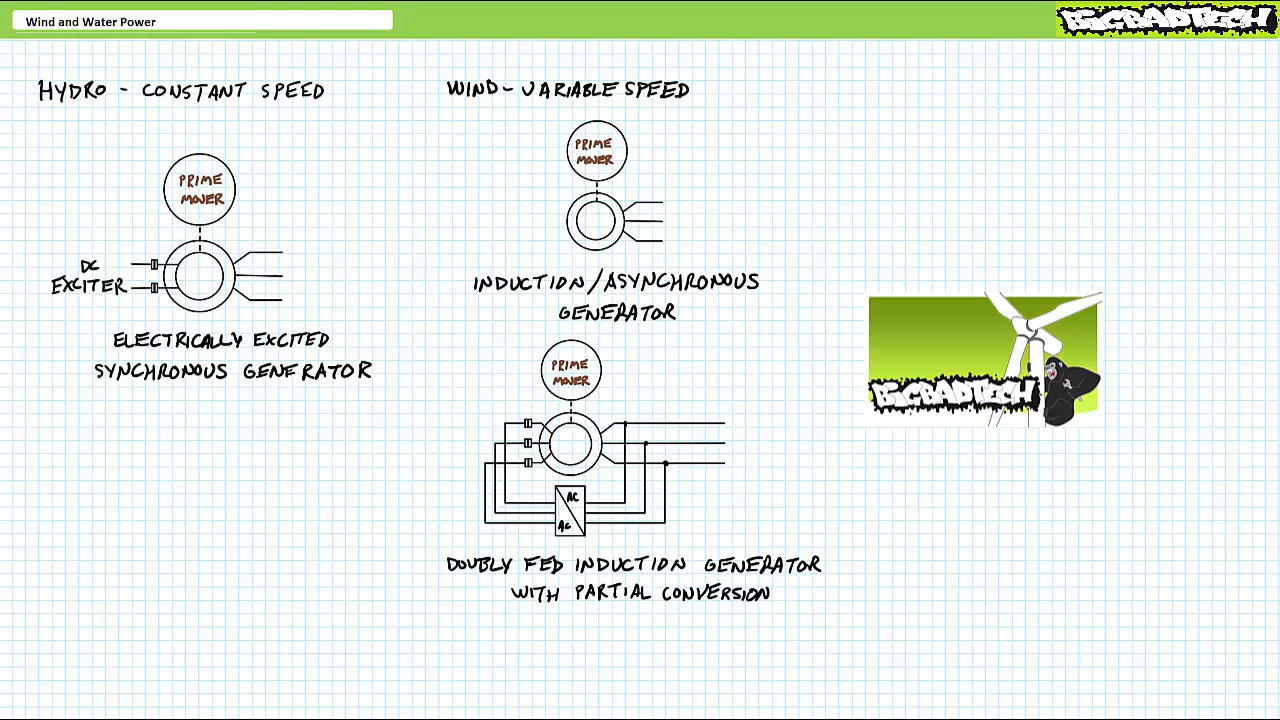 Wind and Water Power
BIGBADTECH
HYDRO - CONSTANT SPEED
PRIME
MOVER
DC
EXCITER
ELECTRICALLY EXCITED
SYNCHRONOUS GENERATOR
WIND - VARIABLE SPEED
PRIME
MOVER
INDUCTION/ASYNCHRONOUS
GENERATOR
PRIME
MOVER
AC
AC
DOUBLY FED INDUCTION GENERATOR
WITH PARTIAL CONVERSION
BIGBADTECH